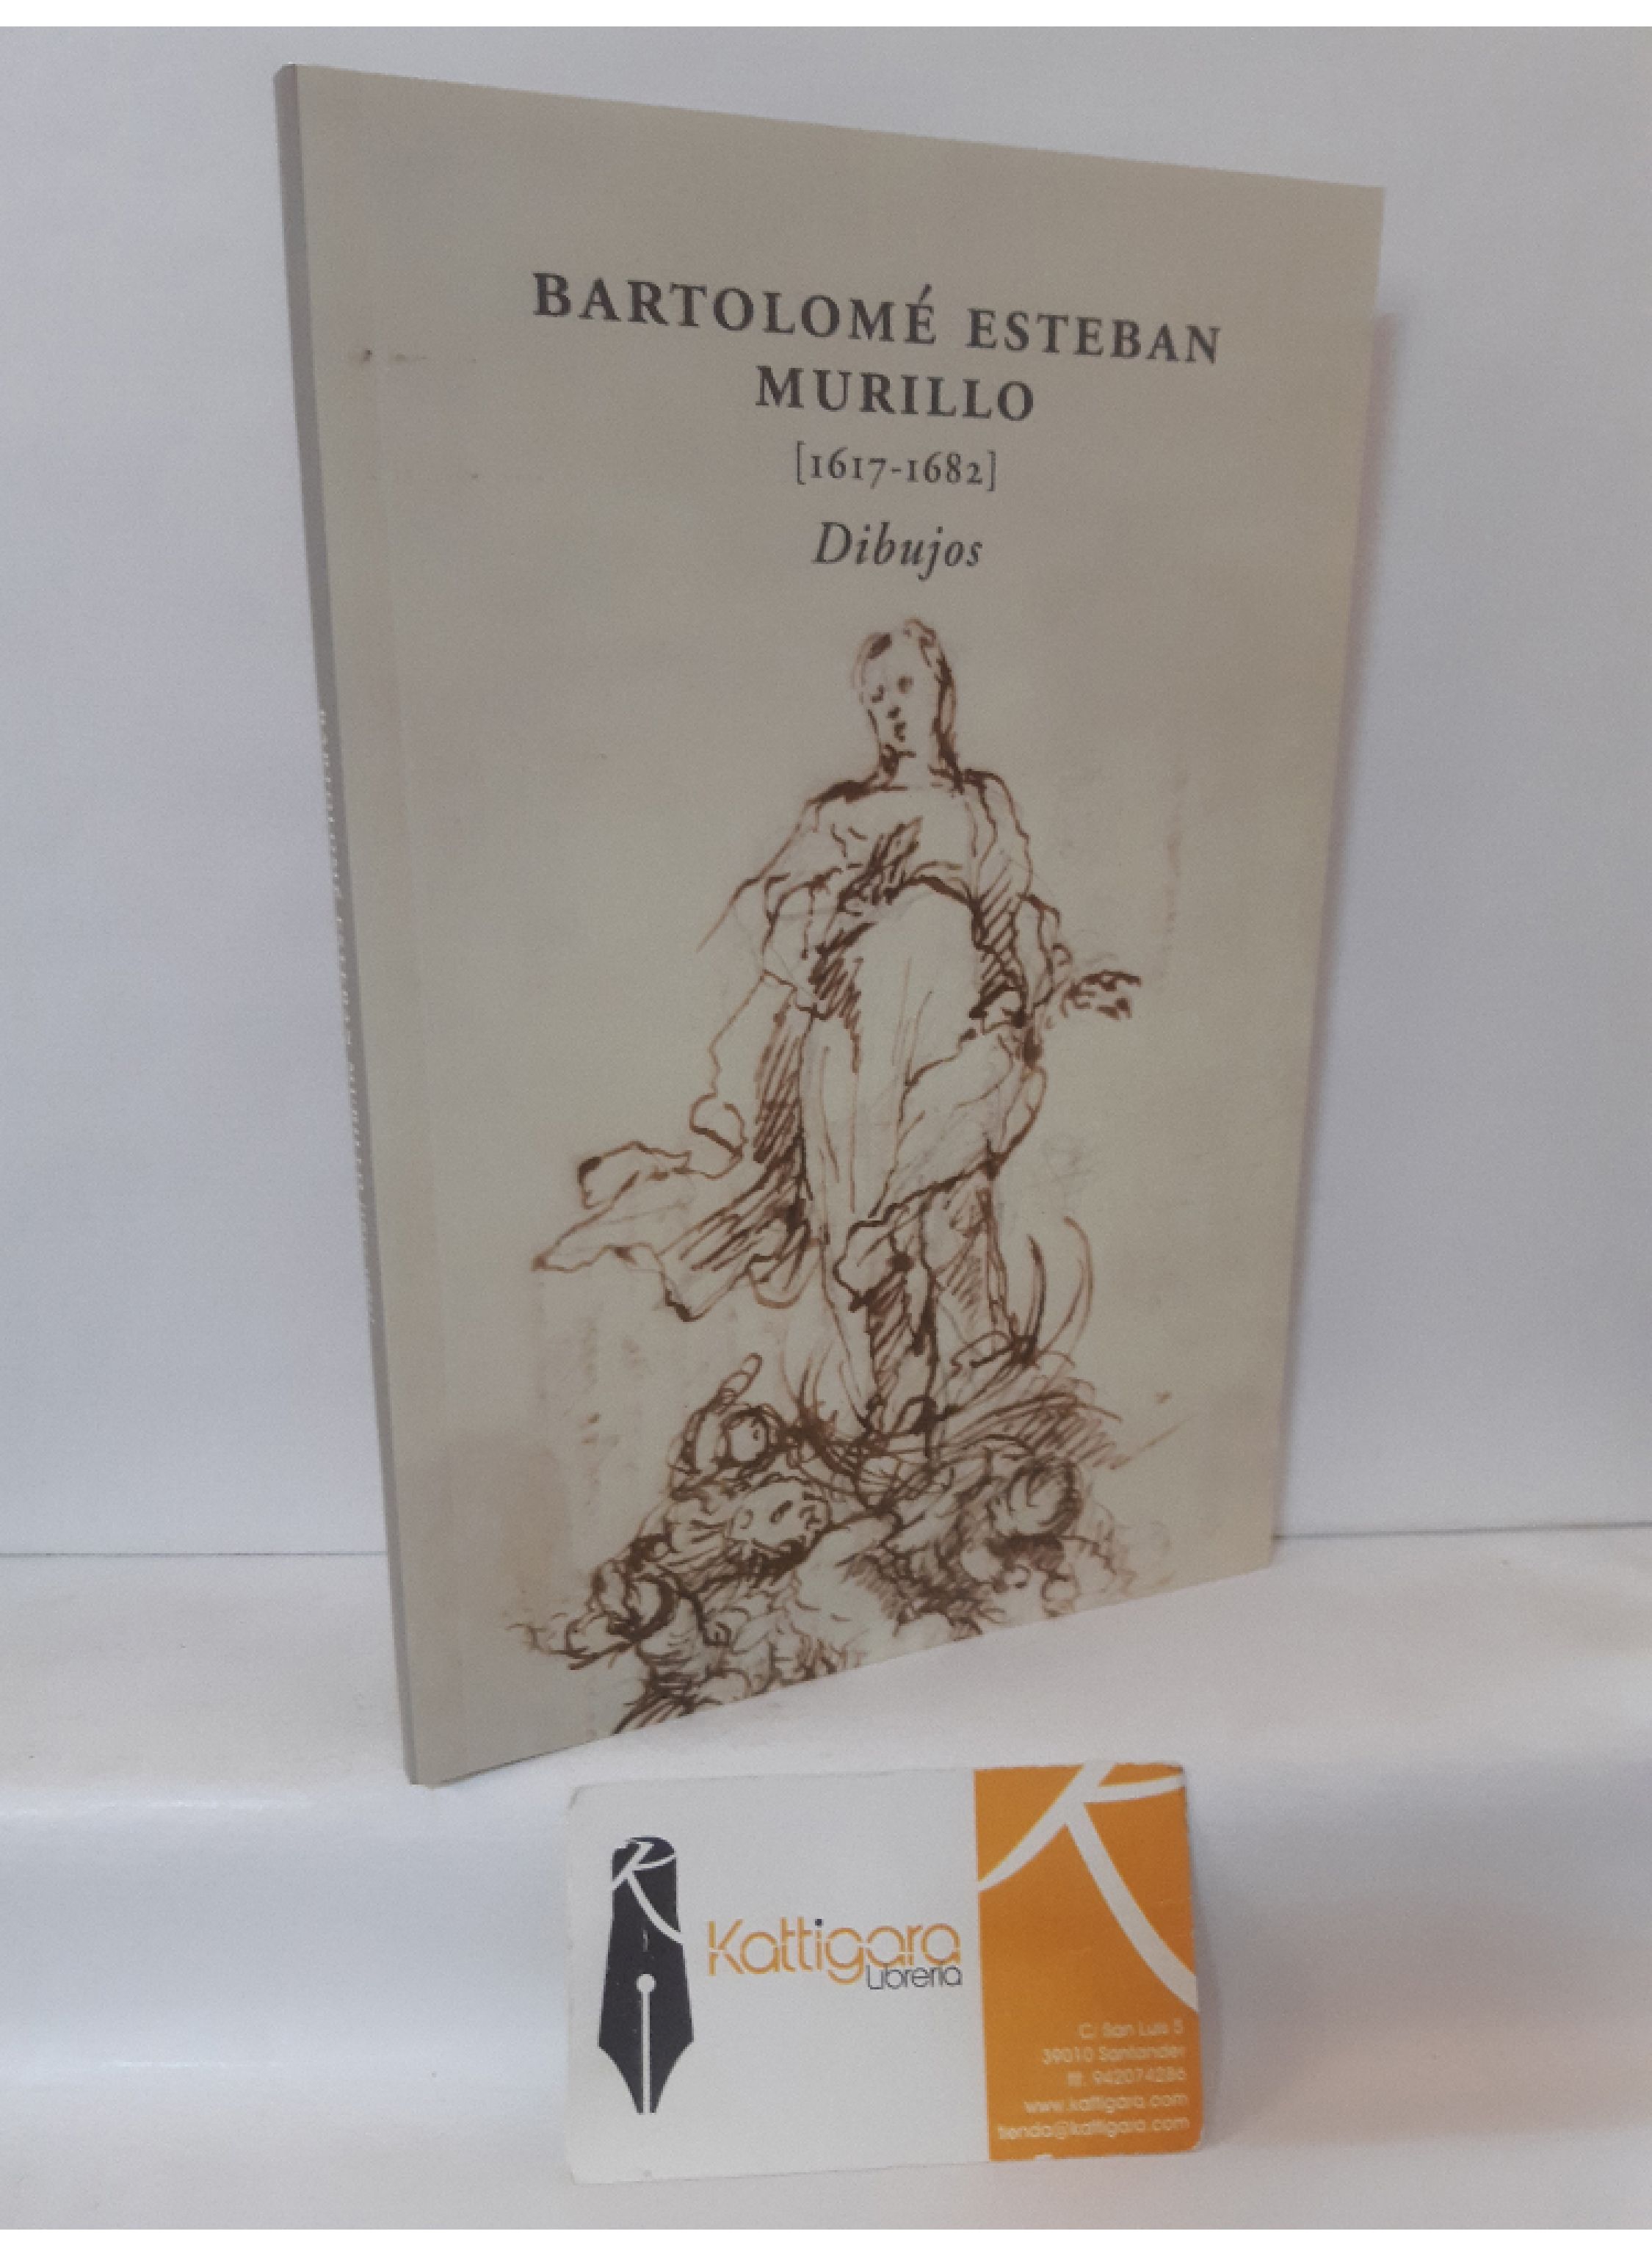 BARTOLOMÉ ESTEBAN
MURILLO
[1617-1682]
Dibujos
Kattigara
Librería
C/ San Luis 5
39010 Santander
tlf. 942074286
www.kattigara.com
tienda@kattigara.com